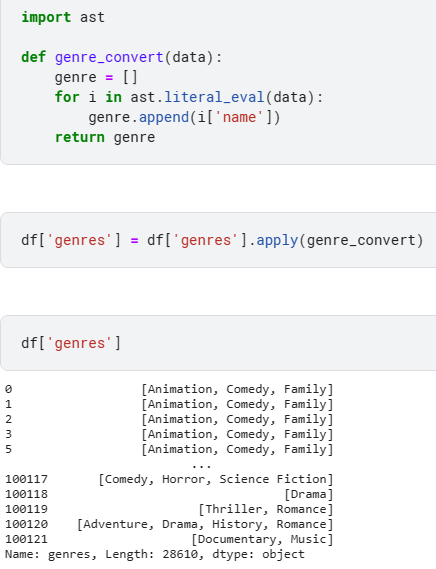 import ast
def genre_convert(data):
    genre = []
    for i in ast.literal_eval(data):
        genre.append(i['name'])
    return genre
df['genres'] = df['genres'].apply(genre_convert)
df['genres']
0                 [Animation, Comedy, Family]
1                 [Animation, Comedy, Family]
2                 [Animation, Comedy, Family]
3                 [Animation, Comedy, Family]
5                 [Animation, Comedy, Family]
                         ...
100117      [Comedy, Horror, Science Fiction]
100118                                [Drama]
100119                    [Thriller, Romance]
100120    [Adventure, Drama, History, Romance]
100121                   [Documentary, Music]
Name: genres, Length: 28610, dtype: object